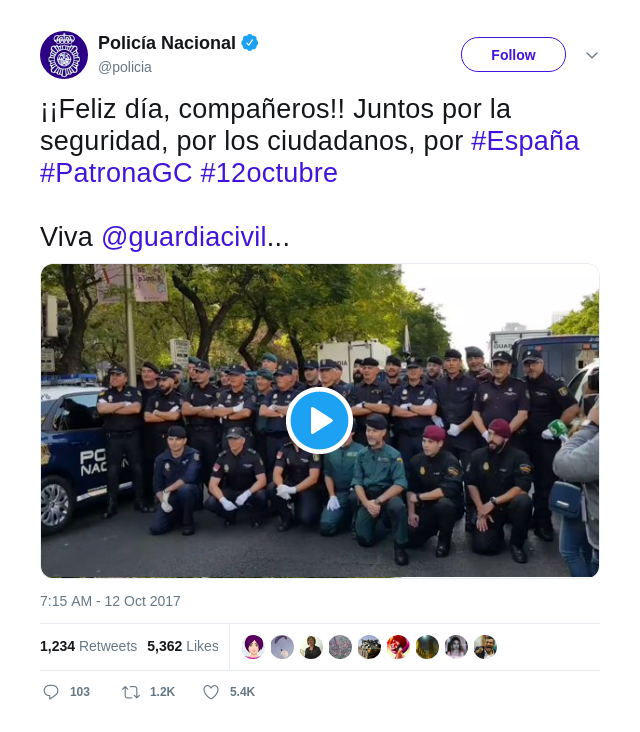 Policía Nacional
@policia
Follow
¡¡Feliz día, compañeros!! Juntos por la
seguridad, por los ciudadanos, por #España
#PatronaGC #12octubre
Viva @guardiacivil...
GUARDIA
PO
NAC
7:15 AM - 12 Oct 2017
1,234 Retweets 5,362 Likes
103 1.2K 5.4K